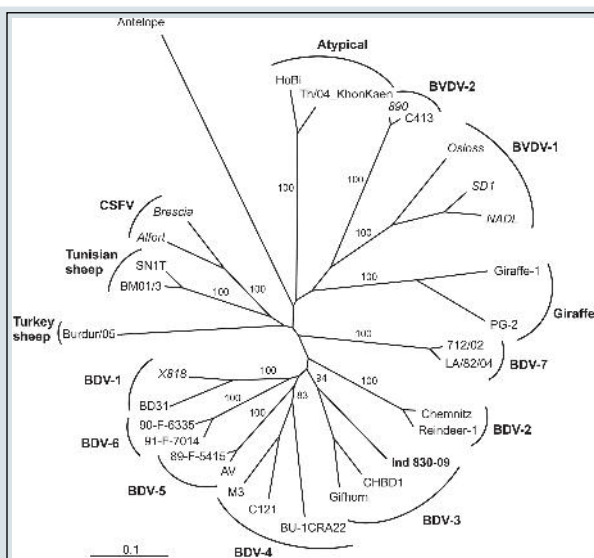 Antelope
Atypical
HoBi
Th/04_KhonKaen
BVDV-2
890
C413
BVDV-1
Osloss
SD1
NADL
100
100
100
CSFV
Brescia
Alfort
Tunisian
sheep
SN1T
BM01/3
100
100
100
Giraffe-1
Giraffe
PG-2
Turkey
sheep
Burdur/05
100
712/02
LA/82/04
BDV-7
BDV-1
X818
BD31
100
100
100
94
83
100
Chemnitz
Reindeer-1
BDV-2
90-F-6335
91-F-7014
BDV-6
89-F-5415
AV
BDV-5
Ind 830-09
CHBD1
Gifhorn
BDV-3
M3
C121
BU-1CRA22
BDV-4
0.1